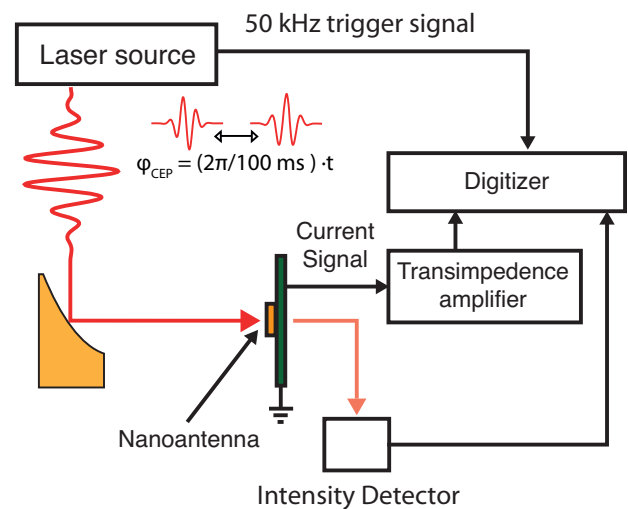 50 kHz trigger signal
Laser source
φCEP = (2π/100 ms ) ·t
Digitizer
Current
Signal
Transimpedence
amplifier
Nanoantenna
Intensity Detector